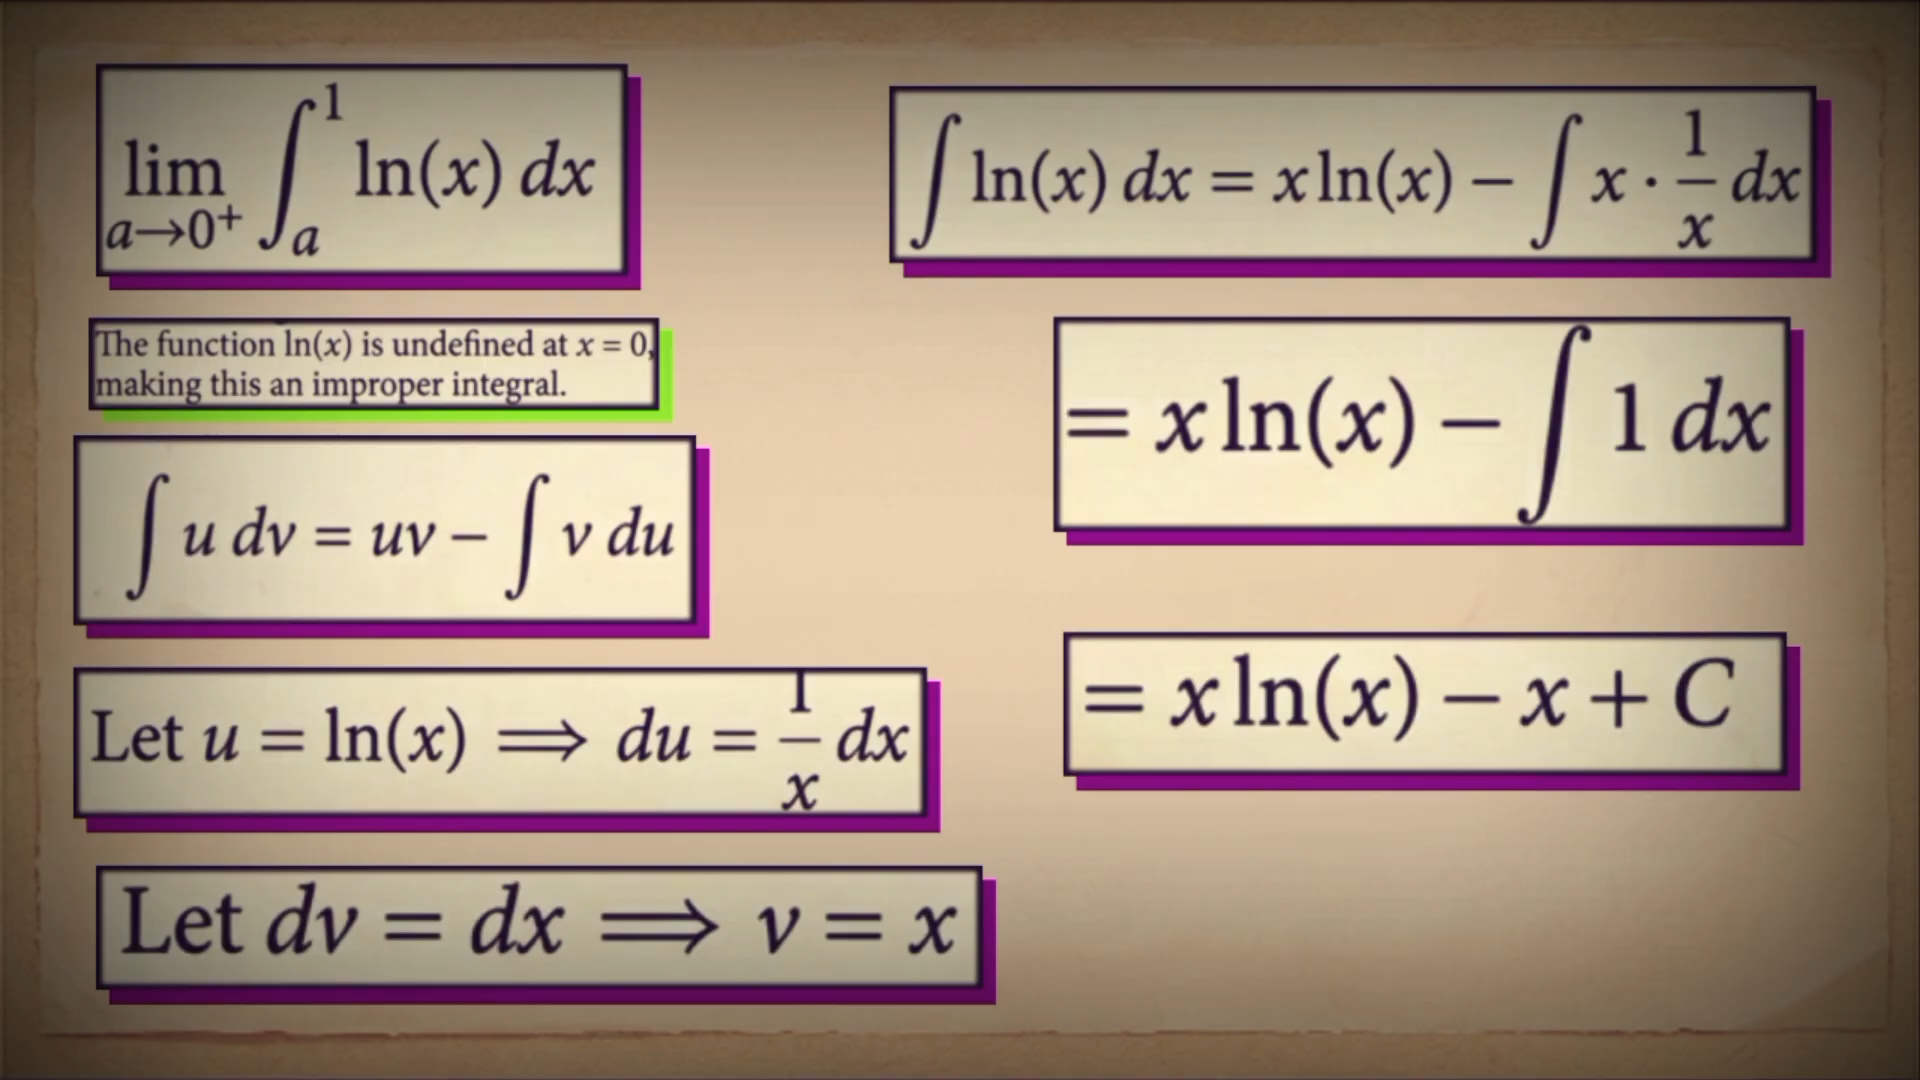 lim_{a→0⁺} ∫_a^1 ln(x) dx
The function ln(x) is undefined at x = 0,
making this an improper integral.
∫ u dv = uv − ∫ v du
Let u = ln(x) ⟹ du = 1/x dx
Let dv = dx ⟹ v = x
∫ ln(x) dx = x ln(x) − ∫ x · 1/x dx
= x ln(x) − ∫ 1 dx
= x ln(x) − x + C